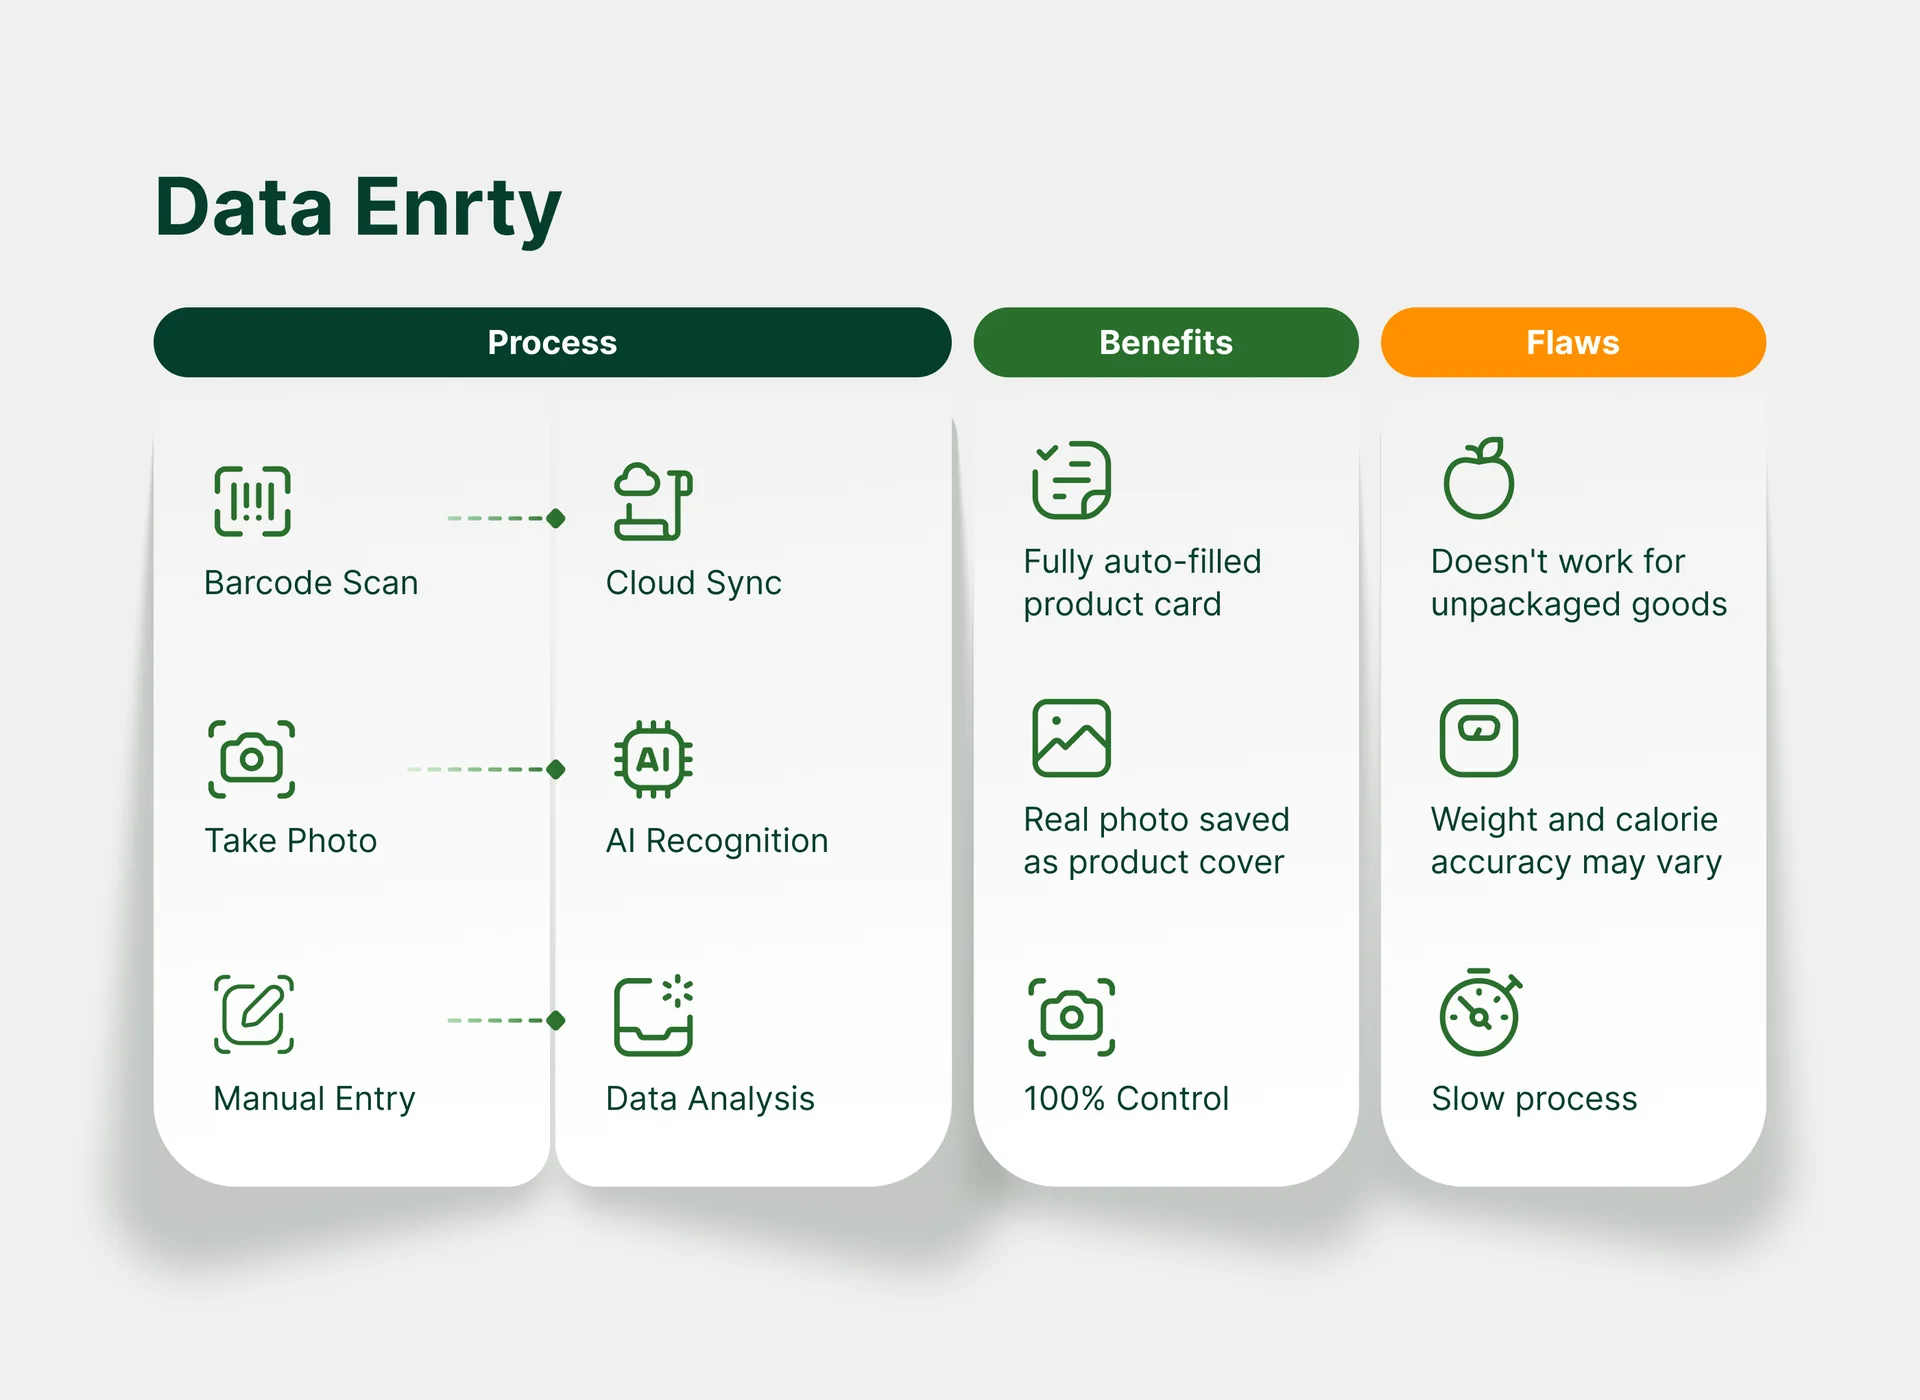 Data Enrty
Process
Benefits
Flaws
Barcode Scan
Cloud Sync
Fully auto-filled
product card
Doesn't work for
unpackaged goods
Take Photo
AI
AI Recognition
Real photo saved
as product cover
Weight and calorie
accuracy may vary
Manual Entry
Data Analysis
100% Control
Slow process